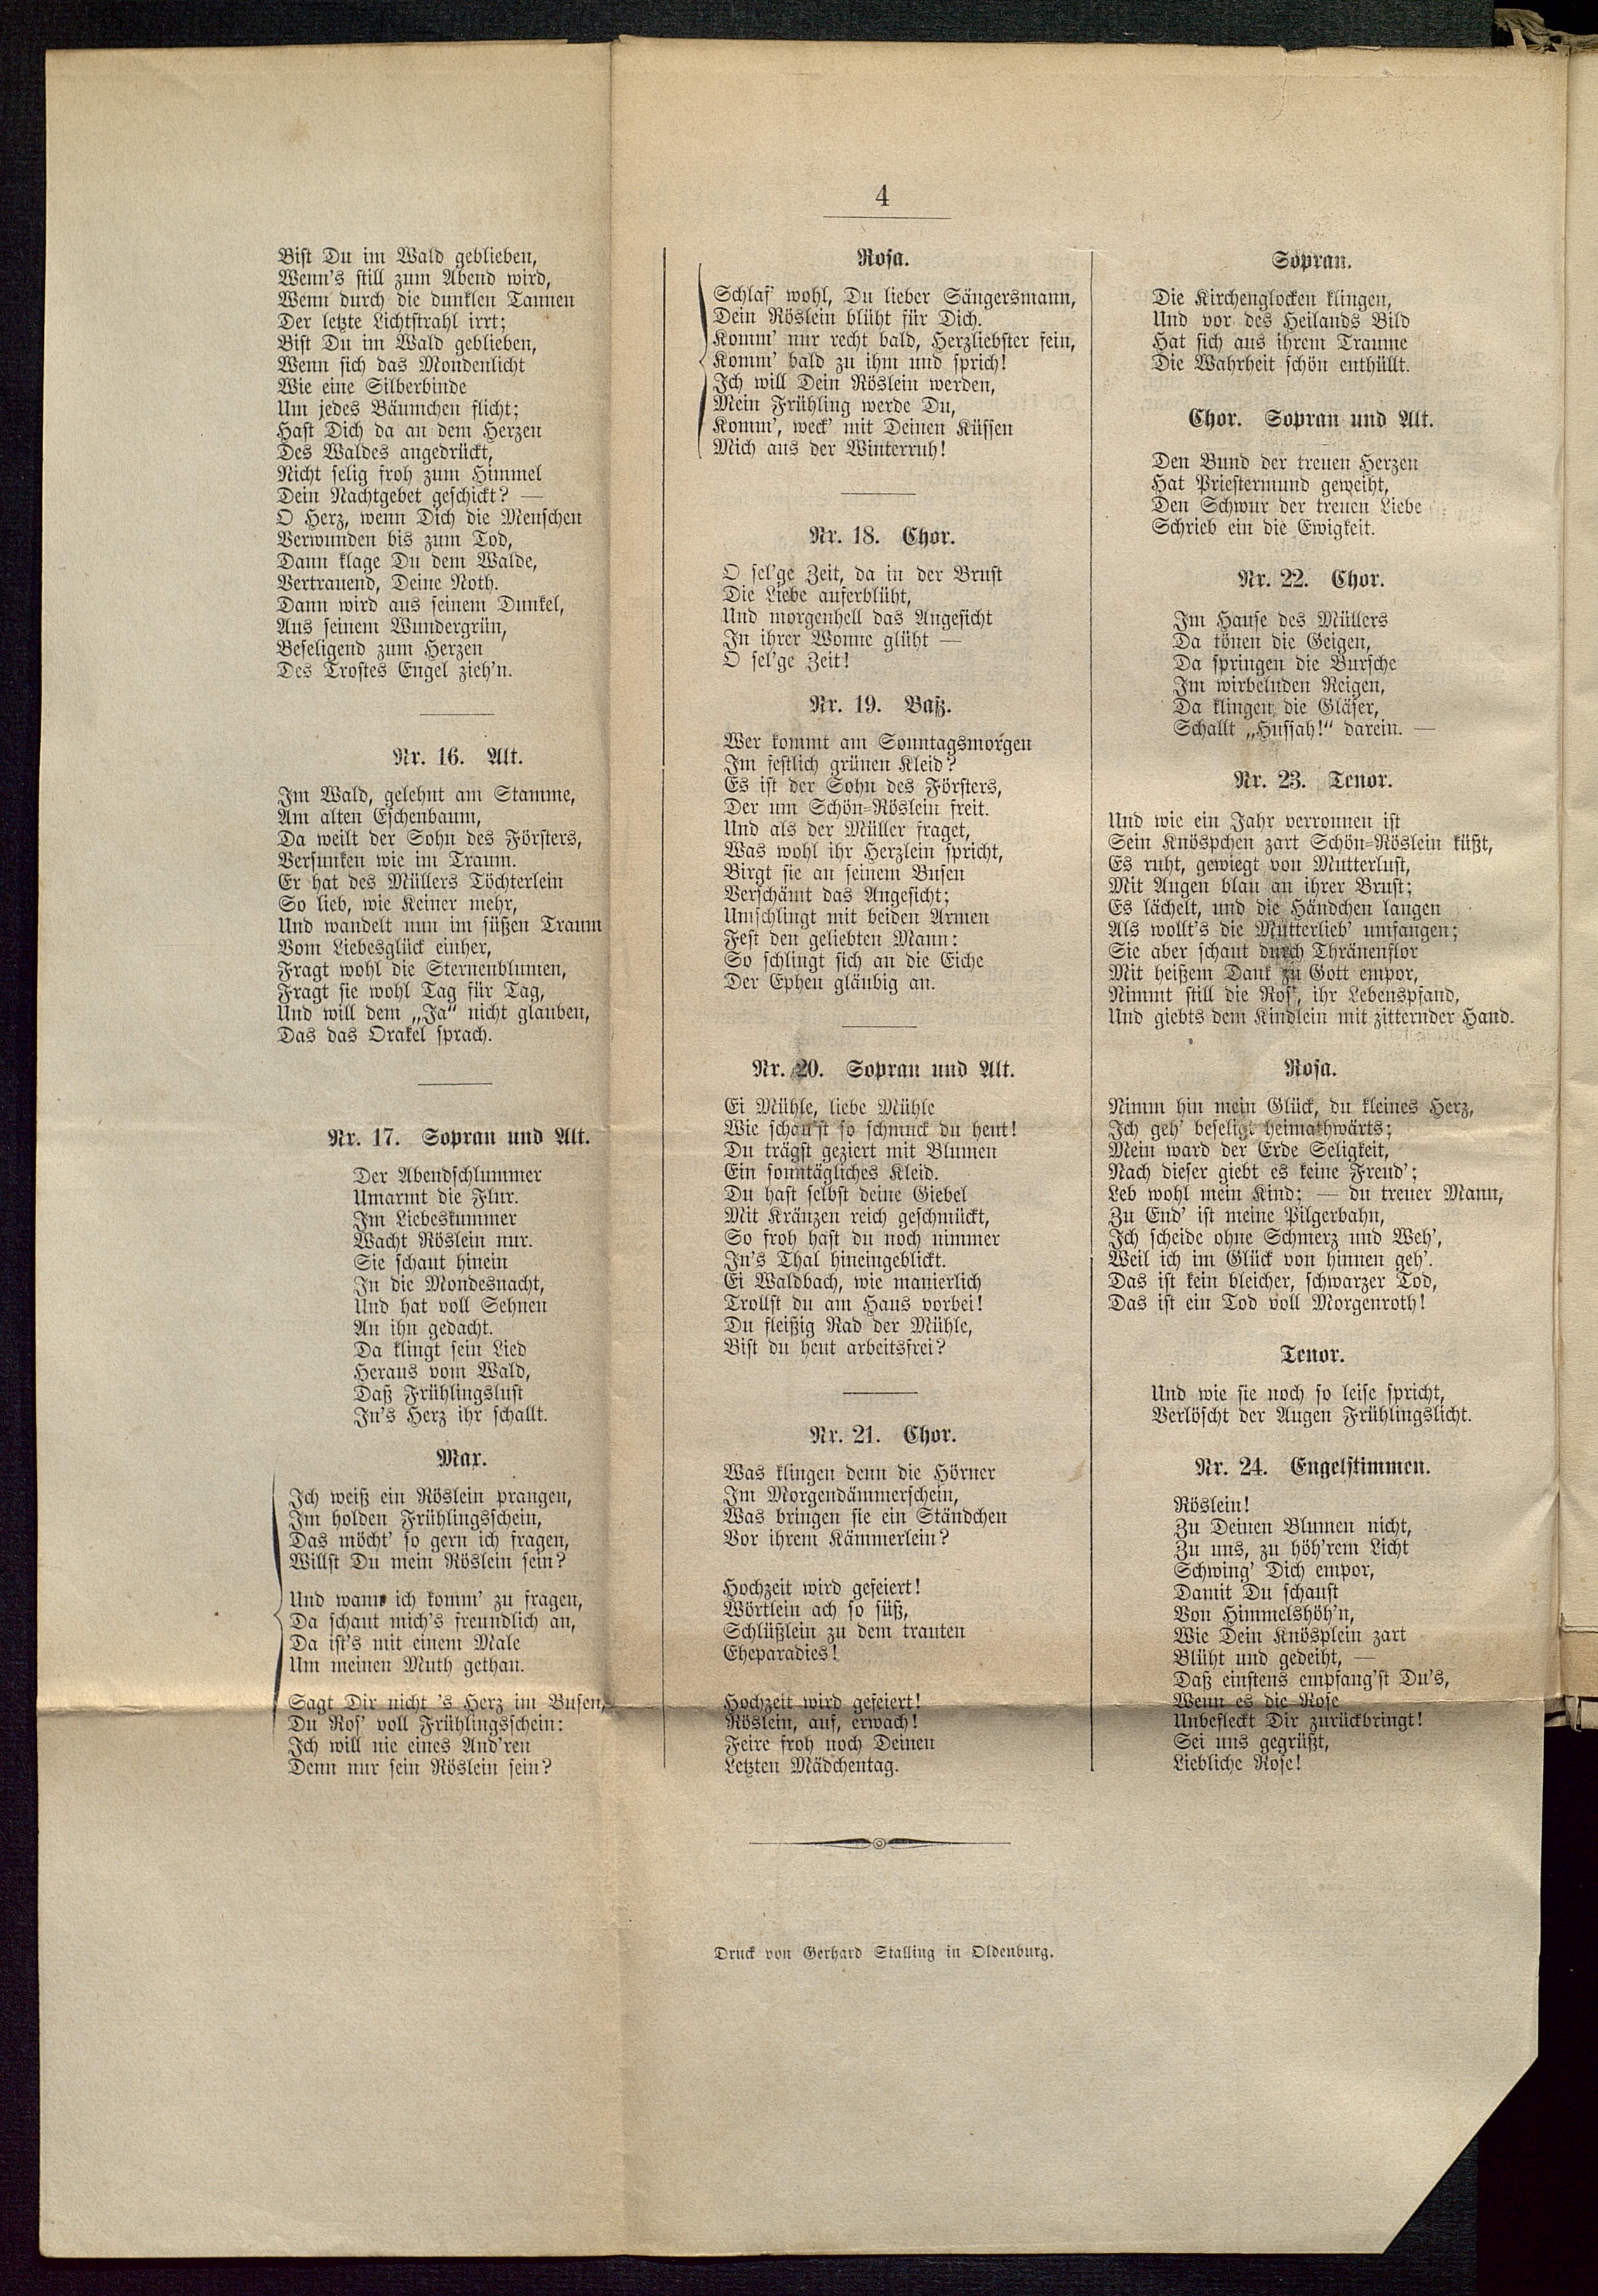 4
Bist Du im Wald geblieben,
Wenn's still zum Abend wird,
Wenn durch die dunklen Tannen
Der letzte Lichtstrahl irrt;
Bist Du im Wald geblieben,
Wenn sich das Mondenlicht
Wie eine Silberbinde
Um jedes Bäumchen flicht;
Hast Dich da an dem Herzen
Des Waldes angedrückt,
Nicht selig froh zum Himmel
Dein Nachtgebet geschickt? —
O Herz, wenn Dich die Menschen
Verwunden bis zum Tod,
Dann klage Du dem Walde,
Vertrauend, Deine Noth.
Dann wird aus seinem Dunkel,
Aus seinem Wundergrün,
Beseligend zum Herzen
Des Trostes Engel zieh'n.
Nr. 16. Alt.
Im Wald, gelehnt am Stamme,
Am alten Eschenbaum,
Da weilt der Sohn des Försters,
Versunken wie im Traum.
Er hat des Müllers Töchterlein
So lieb, wie Keiner mehr,
Und wandelt nun im süßen Traum
Vom Liebesglück einher,
Fragt wohl die Sternenblumen,
Fragt sie wohl Tag für Tag,
Und will dem „Ja“ nicht glauben,
Das das Orakel sprach.
Nr. 17. Sopran und Alt.
Der Abendschlummer
Umarmt die Flur.
Im Liebeskummer
Wacht Röslein nur.
Sie schaut hinein
In die Mondesnacht,
Und hat voll Sehnen
An ihn gedacht.
Da klingt sein Lied
Heraus vom Wald,
Daß Frühlingslust
In's Herz ihr schallt.
Max.
Ich weiß ein Röslein prangen,
Im holden Frühlingsschein,
Das möcht' so gern ich fragen,
Willst Du mein Röslein sein?
Und wann ich komm' zu fragen,
Da schaut mich's freundlich an,
Da ist's mit einem Male
Um meinen Muth gethan.
Sagt Dir nicht 's Herz im Busen,
Du Ros' voll Frühlingsschein:
Ich will nie eines And'ren
Denn nur sein Röslein sein?
Rosa.
Schlaf' wohl, Du lieber Sängersmann,
Dein Röslein blüht für Dich.
Komm' nur recht bald, Herzliebster fein,
Komm' bald zu ihm und sprich!
Ich will Dein Röslein werden,
Mein Frühling werde Du,
Komm', weck' mit Deinen Küssen
Mich aus der Winterruh!
Nr. 18. Chor.
O sel'ge Zeit, da in der Brust
Die Liebe auferblüht,
Und morgenhell das Angesicht
In ihrer Wonne glüht —
O sel'ge Zeit!
Nr. 19. Baß.
Wer kommt am Sonntagsmorgen
Im festlich grünen Kleid?
Es ist der Sohn des Försters,
Der um Schön-Röslein freit.
Und als der Müller fraget,
Was wohl ihr Herzlein spricht,
Birgt sie an seinem Busen
Verschämt das Angesicht;
Umschlingt mit beiden Armen
Fest den geliebten Mann:
So schlingt sich an die Eiche
Der Epheu gläubig an.
Nr. 20. Sopran und Alt.
Ei Mühle, liebe Mühle
Wie schau'st so schmuck du heut!
Du trägst geziert mit Blumen
Ein sonntägliches Kleid.
Du hast selbst deine Giebel
Mit Kränzen reich geschmückt,
So froh hast du noch nimmer
In's Thal hineingeblickt.
Ei Waldbach, wie manierlich
Trollst du am Haus vorbei!
Du fleißig Rad der Mühle,
Bist du heut arbeitsfrei?
Nr. 21. Chor.
Was klingen denn die Hörner
Im Morgendämmerschein,
Was bringen sie ein Ständchen
Vor ihrem Kämmerlein?
Hochzeit wird gefeiert!
Wörtlein ach so süß,
Schlüßlein zu dem trauten
Eheparadies!
Hochzeit wird gefeiert!
Röslein, auf, erwach!
Feire froh noch Deinen
Letzten Mädchentag.
Sopran.
Die Kirchenglocken klingen,
Und vor des Heilands Bild
Hat sich aus ihrem Traume
Die Wahrheit schön enthüllt.
Chor. Sopran und Alt.
Den Bund der treuen Herzen
Hat Priestermund geweiht,
Den Schwur der treuen Liebe
Schrieb ein die Ewigkeit.
Nr. 22. Chor.
Im Hause des Müllers
Da tönen die Geigen,
Da springen die Bursche
Im wirbelnden Reigen,
Da klingen die Gläser,
Schallt „Hussah!“ darein. —
Nr. 23. Tenor.
Und wie ein Jahr verronnen ist
Sein Knöspchen zart Schön-Röslein küßt,
Es ruht, gewiegt von Mutterlust,
Mit Augen blau an ihrer Brust;
Es lächelt, und die Händchen langen
Als wollt's die Mutterlieb' umfangen;
Sie aber schaut durch Thränenflor
Mit heißem Dank zu Gott empor,
Nimmt still die Ros', ihr Lebenspfand,
Und giebts dem Kindlein mit zitternder Hand.
Rosa.
Nimm hin mein Glück, du kleines Herz,
Ich geh' beseligt heimathwärts;
Mein ward der Erde Seligkeit,
Nach dieser giebt es keine Freud';
Leb wohl mein Kind; — du treuer Mann,
Zu End' ist meine Pilgerbahn,
Ich scheide ohne Schmerz und Weh',
Weil ich im Glück von hinnen geh'.
Das ist kein bleicher, schwarzer Tod,
Das ist ein Tod voll Morgenroth!
Tenor.
Und wie sie noch so leise spricht,
Verlöscht der Augen Frühlingslicht.
Nr. 24. Engelstimmen.
Röslein!
Zu Deinen Blumen nicht,
Zu uns, zu höh'rem Licht
Schwing' Dich empor,
Damit Du schaust
Von Himmelshöh'n,
Wie Dein Knösplein zart
Blüht und gedeiht, —
Daß einstens empfang'st Du's,
Wenn es die Rose
Unbefleckt Dir zurückbringt!
Sei uns gegrüßt,
Liebliche Rose!
Druck von Gerhard Stalling in Oldenburg.